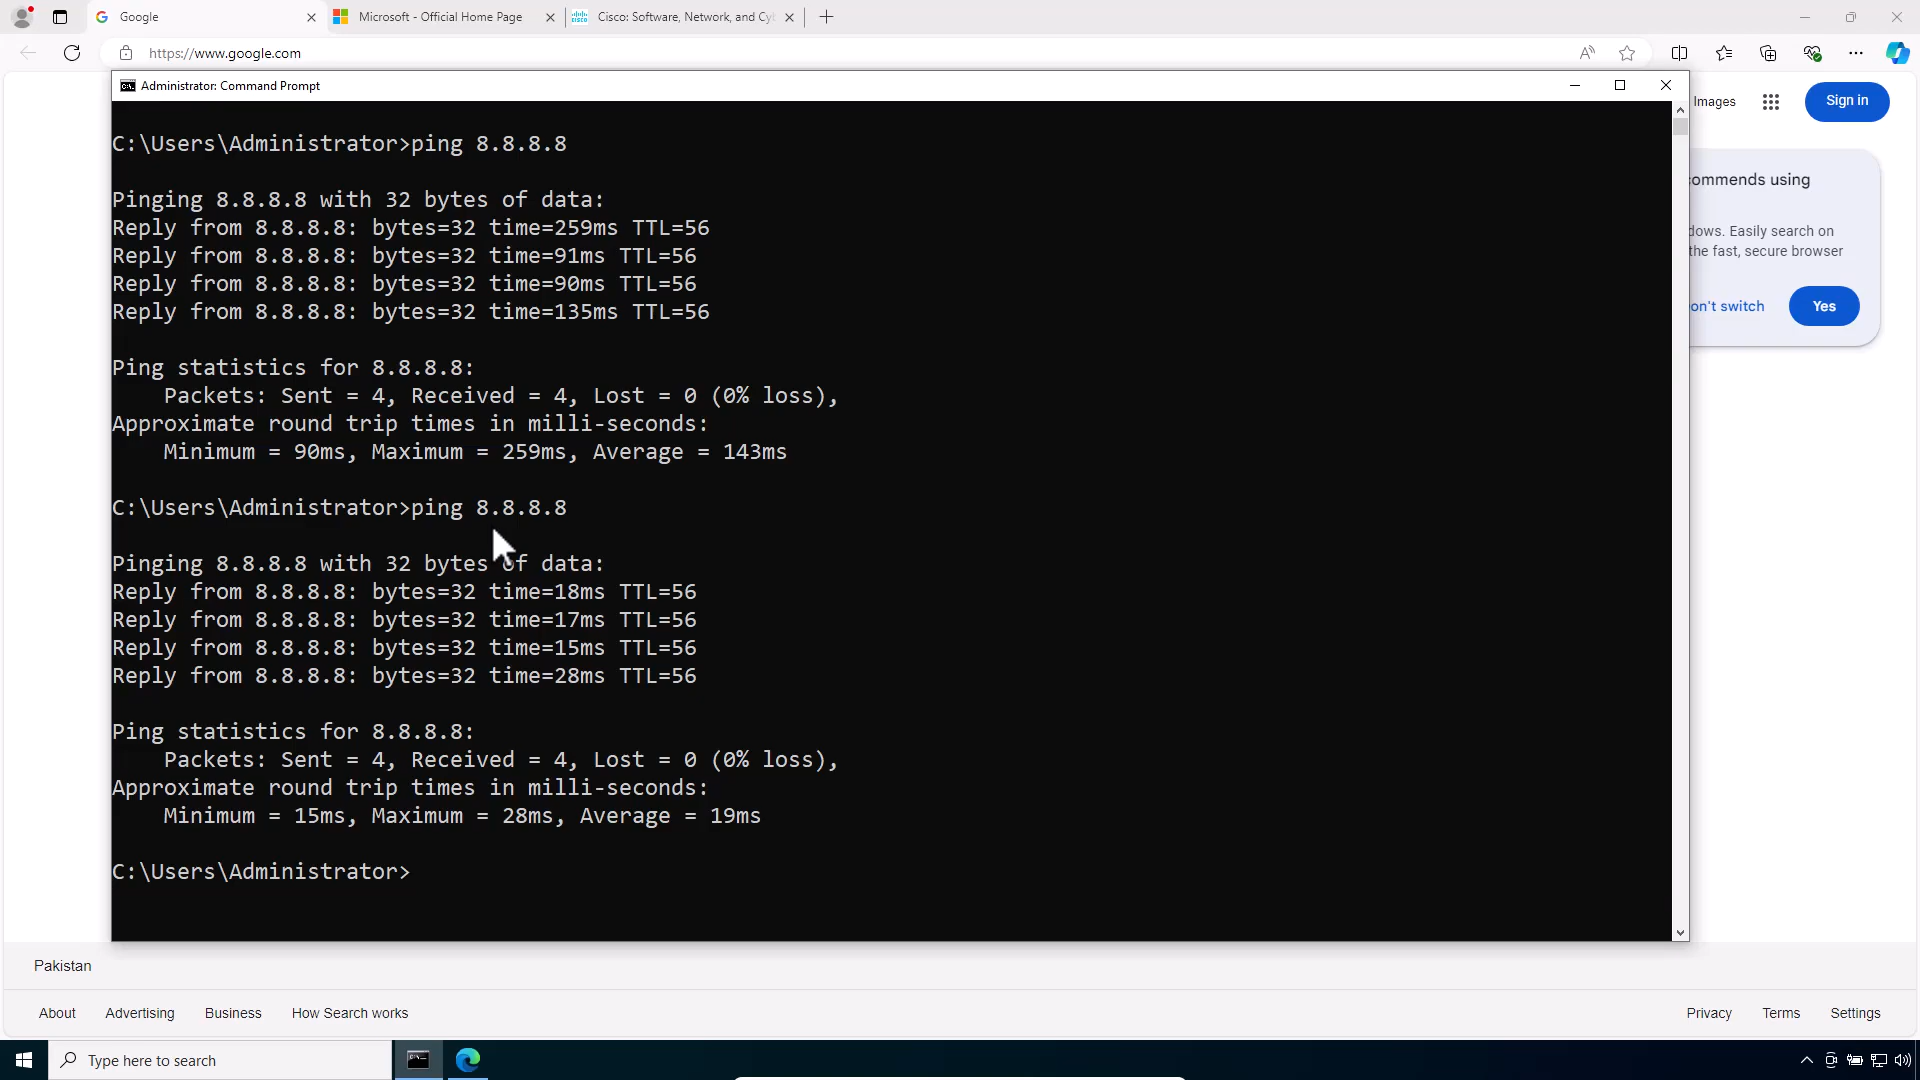 Google
Microsoft - Official Home Page
Cisco: Software, Network, and Cy
https://www.google.com
Administrator: Command Prompt
Images
Sign in
C:\Users\Administrator>ping 8.8.8.8
Pinging 8.8.8.8 with 32 bytes of data:
Reply from 8.8.8.8: bytes=32 time=259ms TTL=56
Reply from 8.8.8.8: bytes=32 time=91ms TTL=56
Reply from 8.8.8.8: bytes=32 time=90ms TTL=56
Reply from 8.8.8.8: bytes=32 time=135ms TTL=56
Ping statistics for 8.8.8.8:
Packets: Sent = 4, Received = 4, Lost = 0 (0% loss),
Approximate round trip times in milli-seconds:
Minimum = 90ms, Maximum = 259ms, Average = 143ms
C:\Users\Administrator>ping 8.8.8.8
Pinging 8.8.8.8 with 32 bytes of data:
Reply from 8.8.8.8: bytes=32 time=18ms TTL=56
Reply from 8.8.8.8: bytes=32 time=17ms TTL=56
Reply from 8.8.8.8: bytes=32 time=15ms TTL=56
Reply from 8.8.8.8: bytes=32 time=28ms TTL=56
Ping statistics for 8.8.8.8:
Packets: Sent = 4, Received = 4, Lost = 0 (0% loss),
Approximate round trip times in milli-seconds:
Minimum = 15ms, Maximum = 28ms, Average = 19ms
C:\Users\Administrator>
ommends using
dows. Easily search on
the fast, secure browser
on't switch
Yes
Pakistan
About Advertising Business How Search works
Privacy Terms Settings
Type here to search